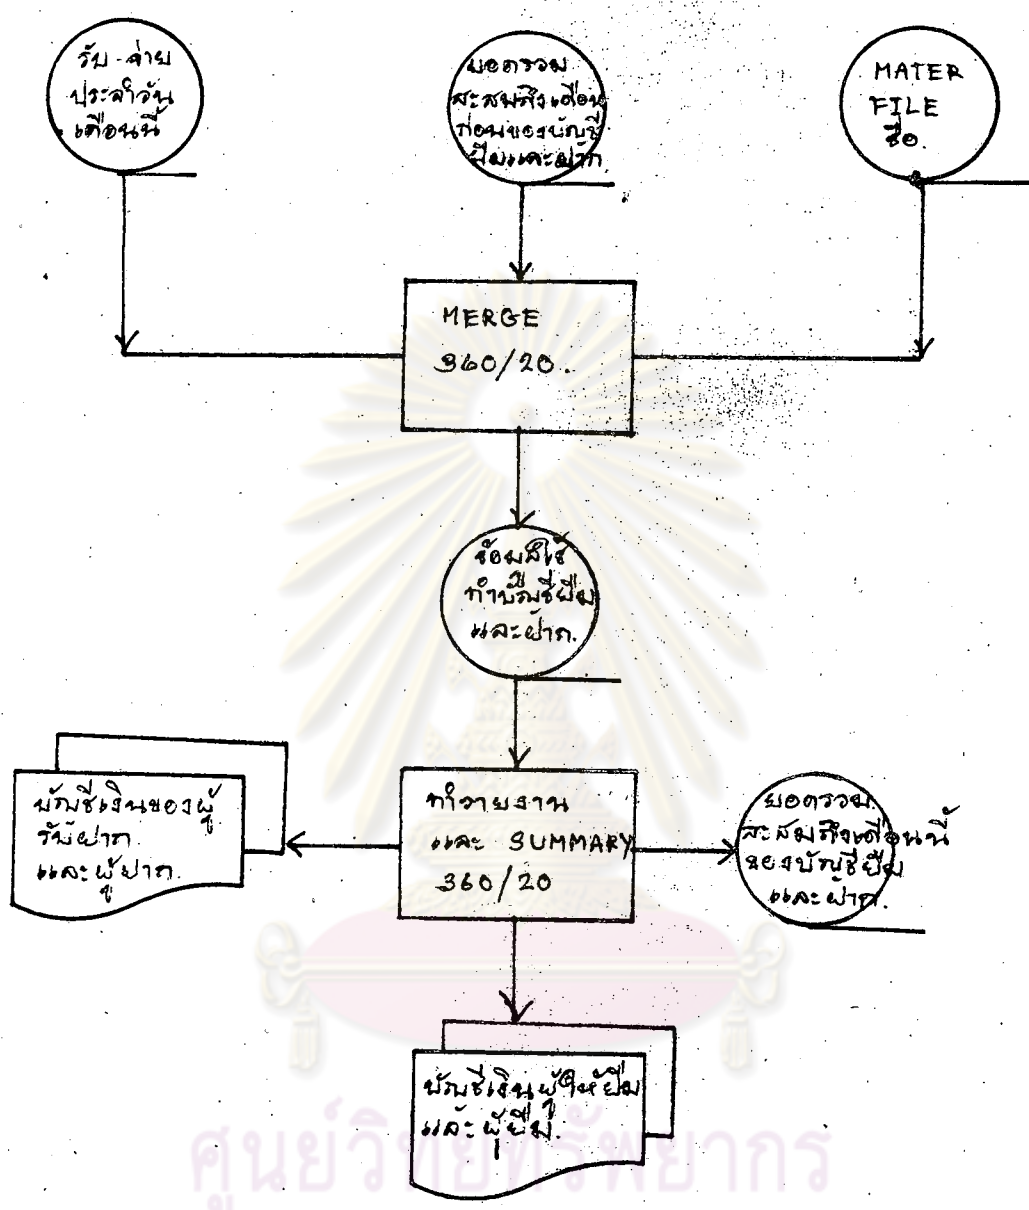 รับ-จ่าย
ประจำวัน
เดือนนี้
ยอดรวม
สะสมถึงเดือน
ก่อนของบัญชี
ยืมและฝาก
MATER
FILE
ชื่อ.
MERGE
360/20.
ข้อมูลใช้
ทำบัญชียืม
และฝาก.
บัญชีเงินของผู้
รับฝาก
และผู้ฝาก.
ทำรายงาน
และ SUMMARY
360/20
ยอดรวม
สะสมถึงเดือนนี้
ของบัญชียืม
และฝาก.
บัญชีเงินผู้ให้ยืม
และผู้ยืม.
ศูนย์วิทยทรัพยากร